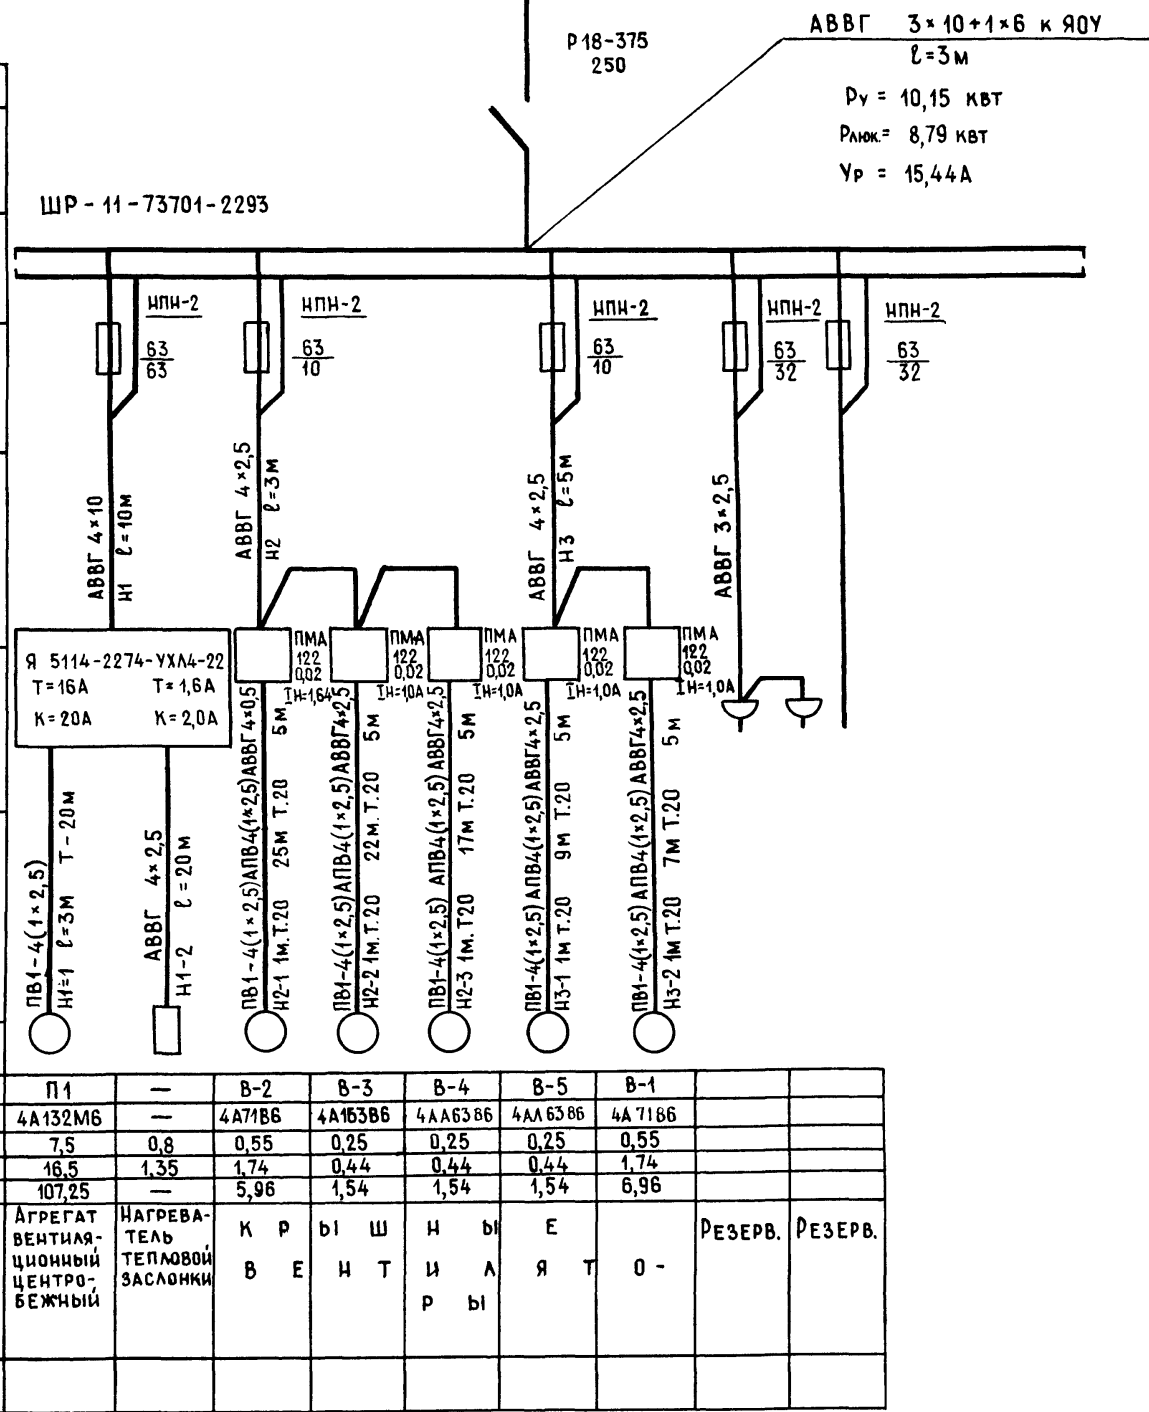 АВВГ 3×10+1×6 к ЯОУ
ℓ=3м
Р18-375
250
Ру = 10,15 квт
Рлюк.= 8,79 квт
Ур = 15,44А
ШР-11-73701-2293
НПН-2
63
63
НПН-2
63
10
НПН-2
63
10
НПН-2
63
32
НПН-2
63
32
АВВГ 4×10
Н1 ℓ=10м
АВВГ 4×2,5
Н2 ℓ=3м
АВВГ 4×2,5
Н3 ℓ=5м
АВВГ 3×2,5
Я 5114-2274-УХЛ4-22
Т=16А Т=1,6А
К=20А К=2,0А
ПМА
122
0,02
Iн=1,64
ПМА
122
0,02
Iн=10А
ПМА
122
0,02
Iн=1,0А
ПМА
122
0,02
Iн=1,0А
ПМА
122
0,02
Iн=1,0А
ПВ1-4(1×2,5)
Н1=1 ℓ=3м Т-20м
АВВГ 4×2,5
Н1-2 ℓ=20м
ПВ1-4(1×2,5)АПВ4(1×2,5)АВВГ4×0,5
Н2-1 1м.Т.20 25м Т.20 5м
ПВ1-4(1×2,5)АПВ4(1×2,5)АВВГ4×2,5
Н2-2 1м.Т.20 22м.Т.20 5м
ПВ1-4(1×2,5) АПВ4(1×2,5)АВВГ4×2,5
Н2-3 1м.Т20 17м Т.20 5м
ПВ1-4(1×2,5)АПВ4(1×2,5)АВВГ4×2,5
Н3-1 1м Т.20 9м Т.20 5м
ПВ1-4(1×2,5)АПВ4(1×2,5)АВВГ4×2,5
Н3-2 1м Т.20 7м Т.20 5м
П1 — В-2 В-3 В-4 В-5 В-1
4А132М6 — 4А71В6 4А163В6 4АА63В6 4АА63В6 4А71В6
7,5 0,8 0,55 0,25 0,25 0,25 0,55
16,5 1,35 1,74 0,44 0,44 0,44 1,74
107,25 — 5,96 1,54 1,54 1,54 6,96
Агрегат
вентиля-
ционный
центро-
бежный
Нагрева-
тель
тепловой
заслонки
К Р Ы Ш Н Ы Е
В Е Н Т И Л Я Т О -
Р Ы
Резерв.
Резерв.